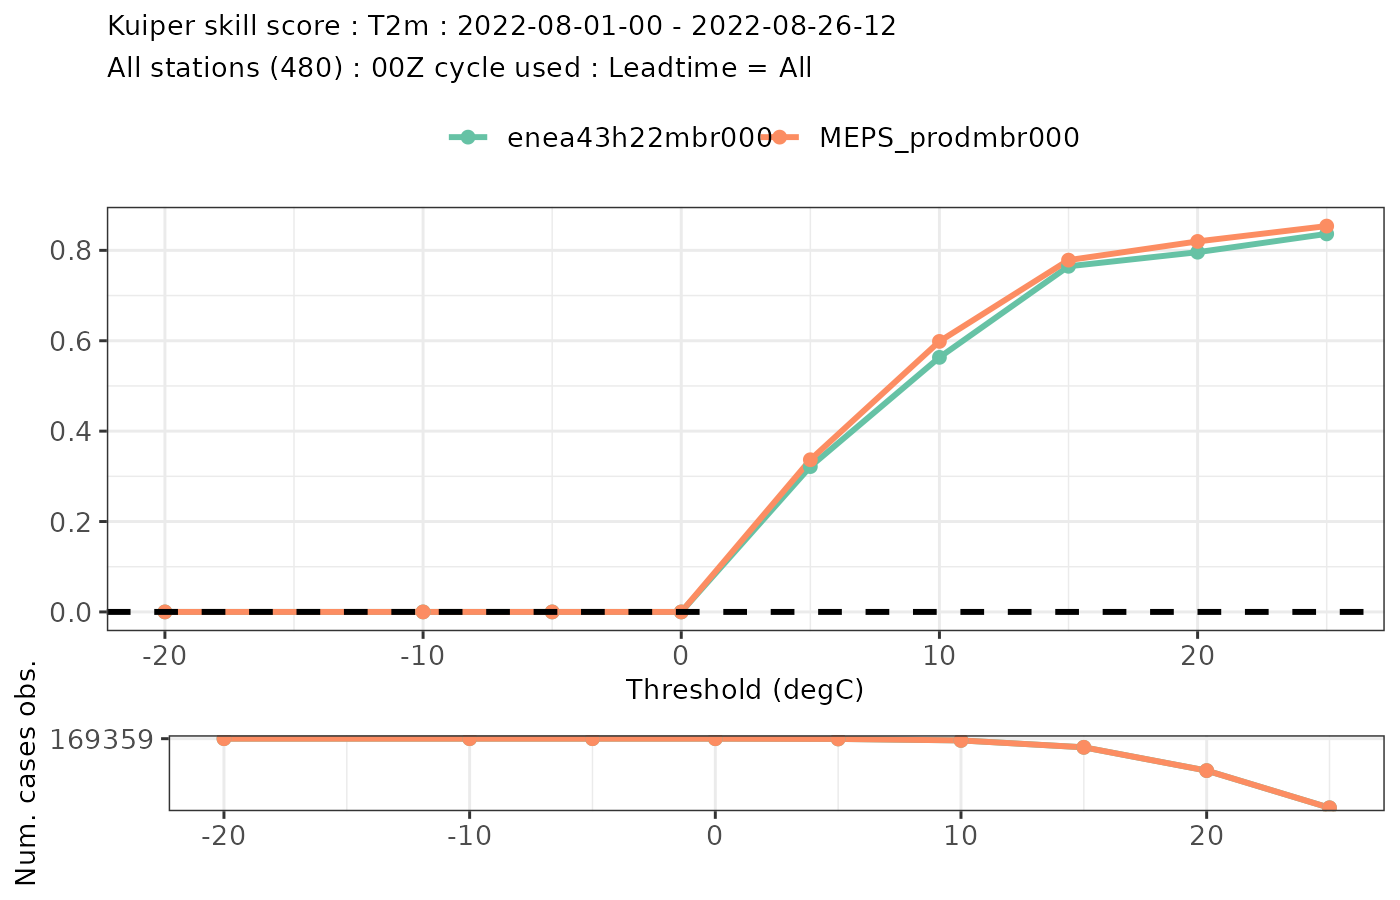 Kuiper skill score : T2m : 2022-08-01-00 - 2022-08-26-12
All stations (480) : 00Z cycle used : Leadtime = All
enea43h22mbr000 MEPS_prodmbr000
0.8
0.6
0.4
0.2
0.0
-20 -10 0 10 20
Threshold (degC)
Num. cases obs.
169359
-20 -10 0 10 20